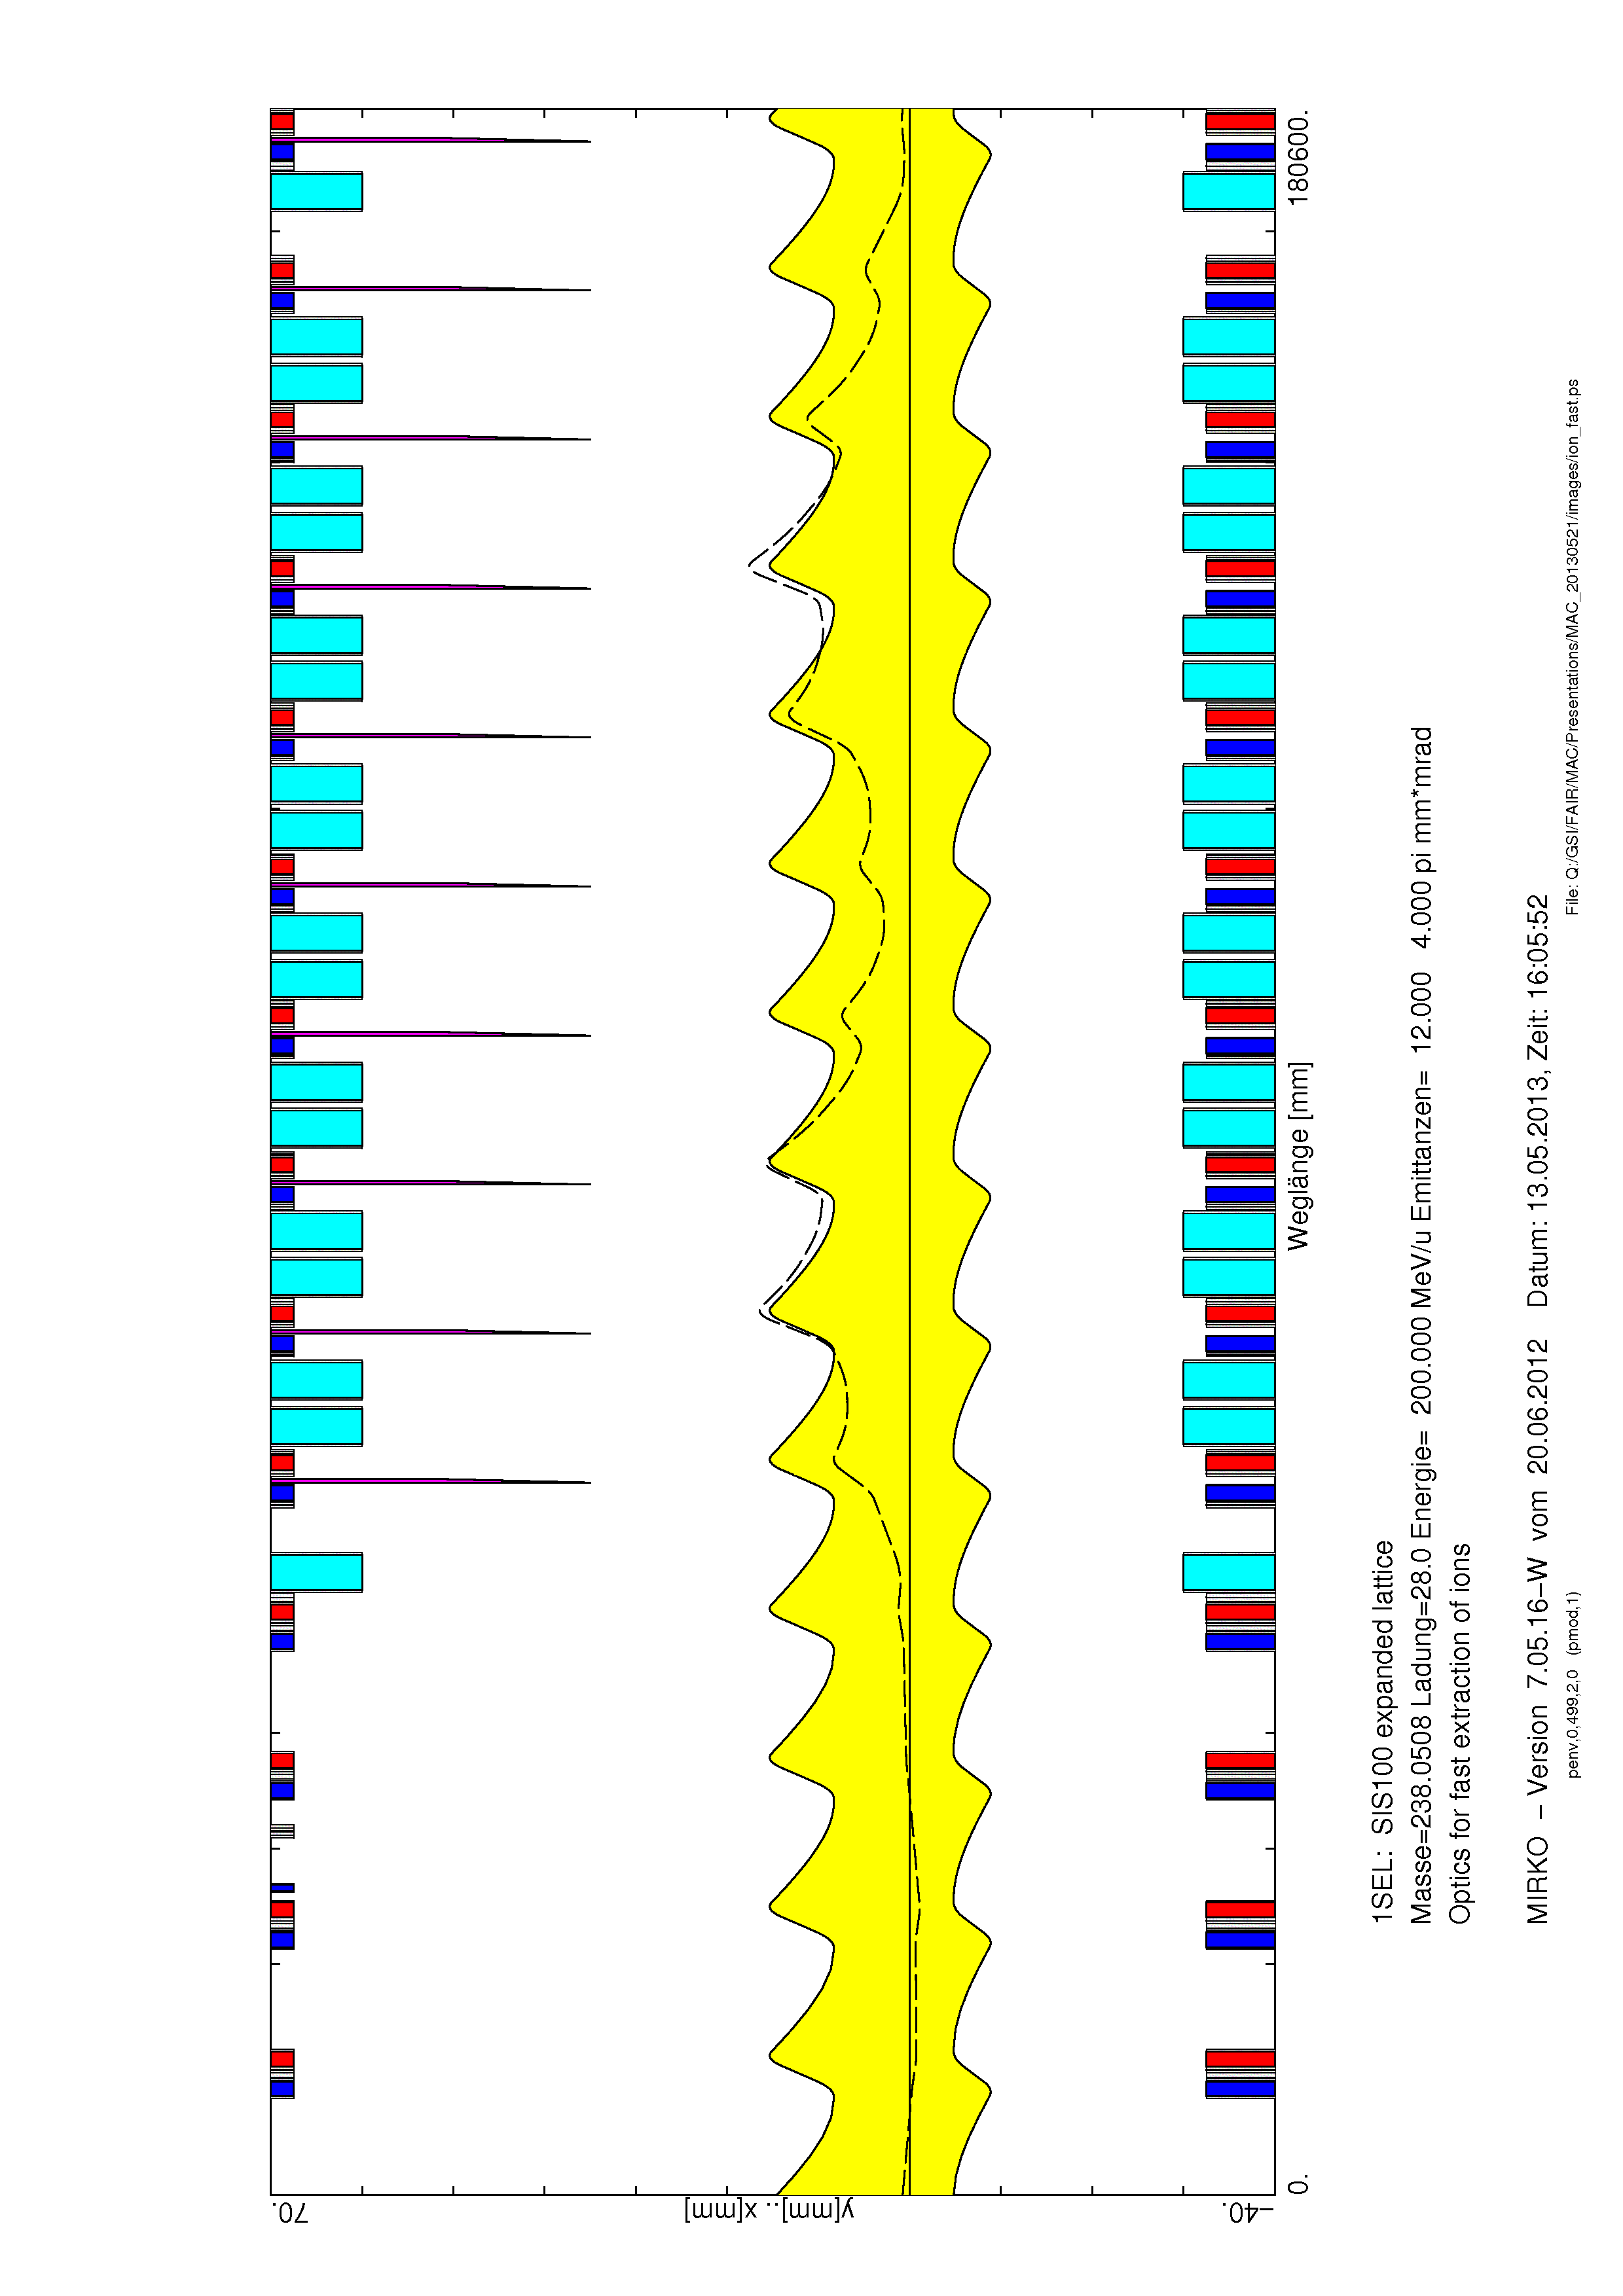 70.
y[mm]... x[mm]
-40.
0.
Weglänge [mm]
180600.
1SEL: SIS100 expanded lattice
Masse=238.0508 Ladung=28.0 Energie= 200.000 MeV/u Emittanzen= 12.000 4.000 pi mm*mrad
Optics for fast extraction of ions
MIRKO - Version 7.05.16-W vom 20.06.2012 Datum: 13.05.2013, Zeit: 16:05:52
penv,0,499,2,0 (pmod,1) File: Q:/GSI/FAIR/MAC/Presentations/MAC_20130521/images/ion_fast.ps